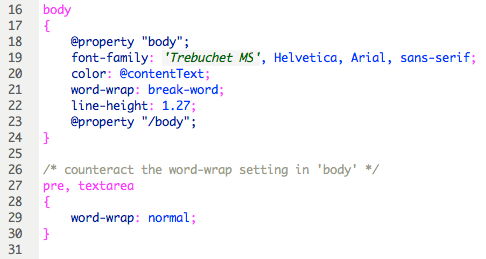 16 body
17 {
18 @property "body";
19 font-family: 'Trebuchet MS', Helvetica, Arial, sans-serif;
20 color: @contentText;
21 word-wrap: break-word;
22 line-height: 1.27;
23 @property "/body";
24 }
25
26 /* counteract the word-wrap setting in 'body' */
27 pre, textarea
28 {
29 word-wrap: normal;
30 }
31